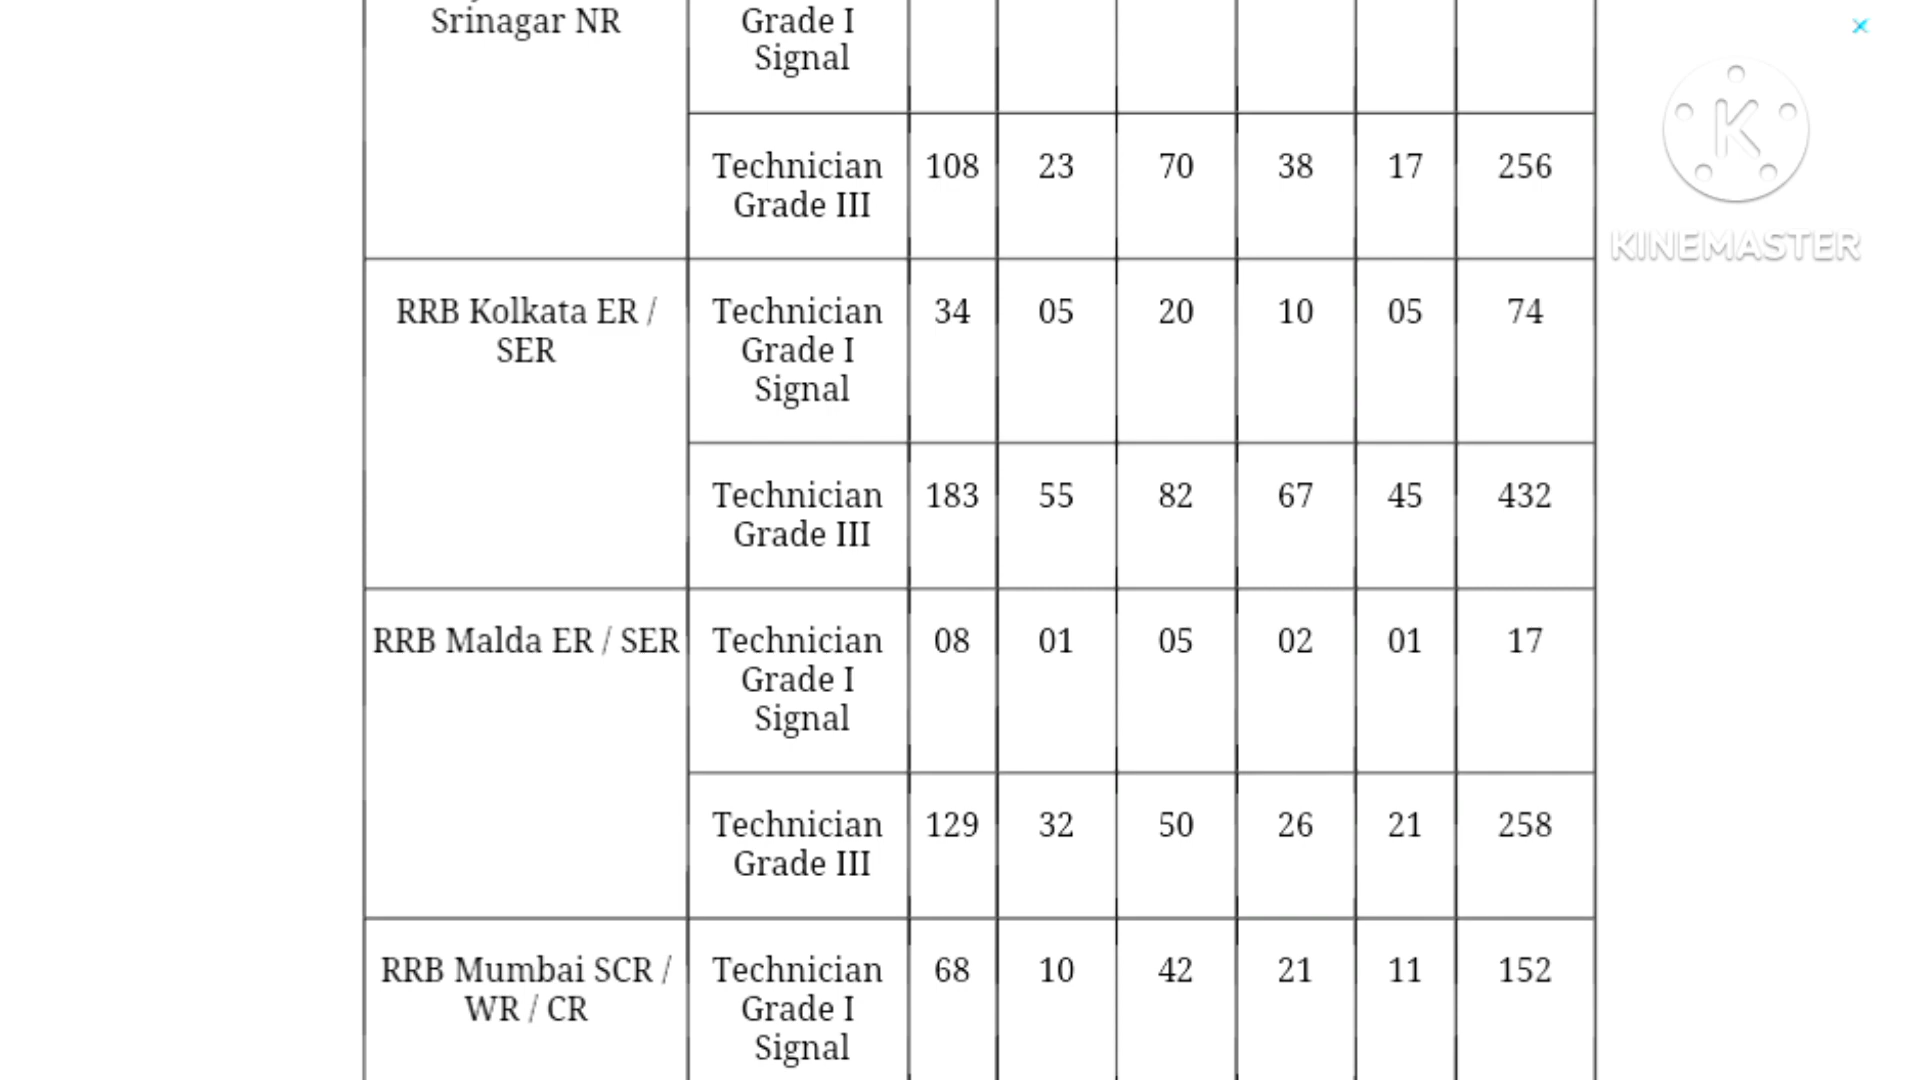 Srinagar NR
Grade I
Signal
Technician
Grade III
108 23 70 38 17 256
RRB Kolkata ER /
SER
Technician
Grade I
Signal
34 05 20 10 05 74
Technician
Grade III
183 55 82 67 45 432
RRB Malda ER / SER
Technician
Grade I
Signal
08 01 05 02 01 17
Technician
Grade III
129 32 50 26 21 258
RRB Mumbai SCR /
WR / CR
Technician
Grade I
Signal
68 10 42 21 11 152
K
KINEMASTER